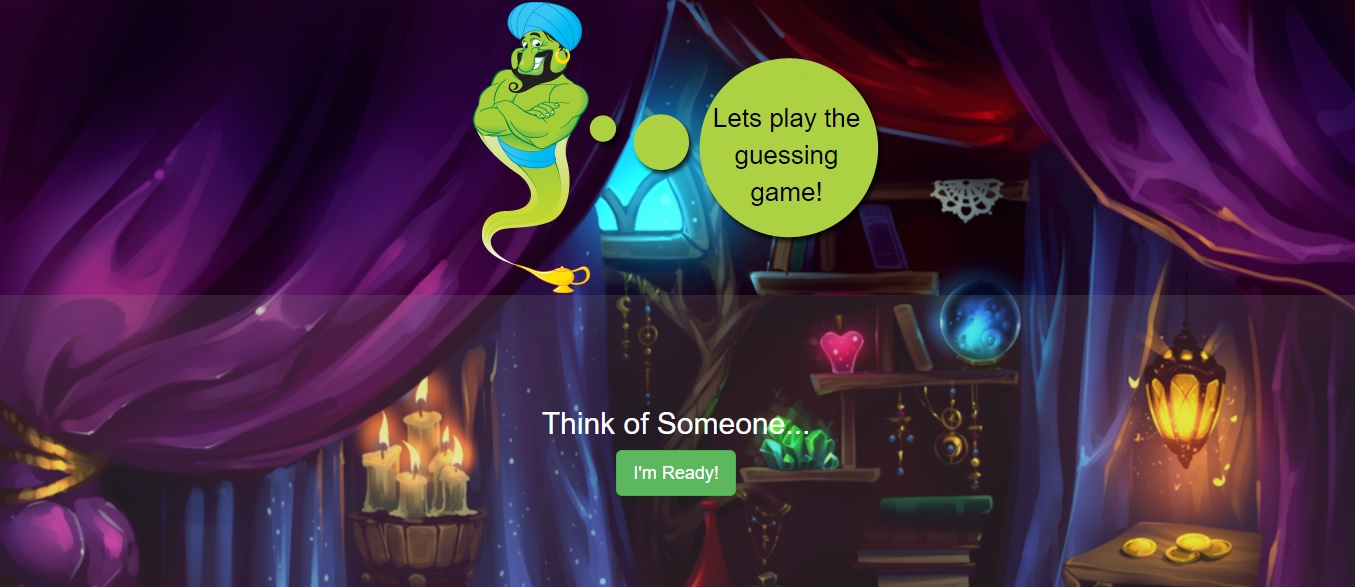 Lets play the
guessing
game!
Think of Someone...
I'm Ready!